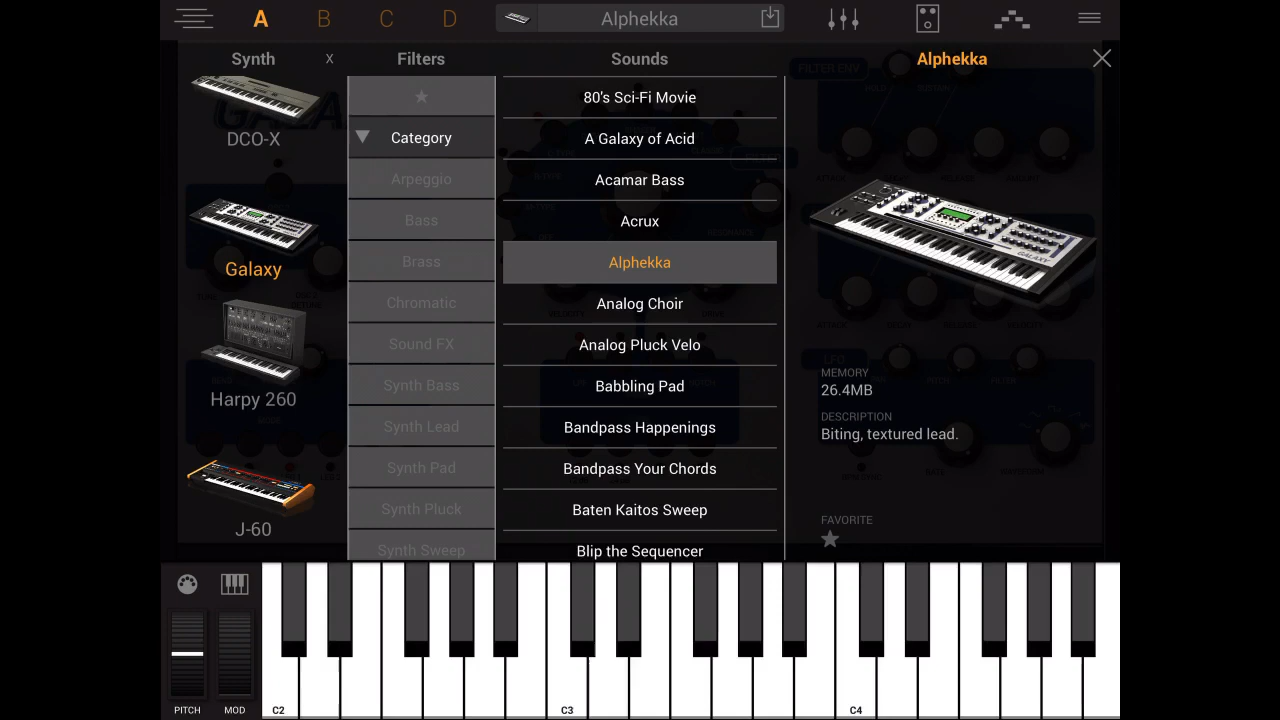 A B C D Alphekka
Synth X Filters Sounds Alphekka
DCO-X
Galaxy
Harpy 260
J-60
Category
Arpeggio
Bass
Brass
Chromatic
Sound FX
Synth Bass
Synth Lead
Synth Pad
Synth Pluck
Synth Sweep
80's Sci-Fi Movie
A Galaxy of Acid
Acamar Bass
Acrux
Alphekka
Analog Choir
Analog Pluck Velo
Babbling Pad
Bandpass Happenings
Bandpass Your Chords
Baten Kaitos Sweep
Blip the Sequencer
FILTER ENV
GALAXY
MEMORY
26.4MB
DESCRIPTION
Biting, textured lead.
FAVORITE
PITCH MOD C2 C3 C4